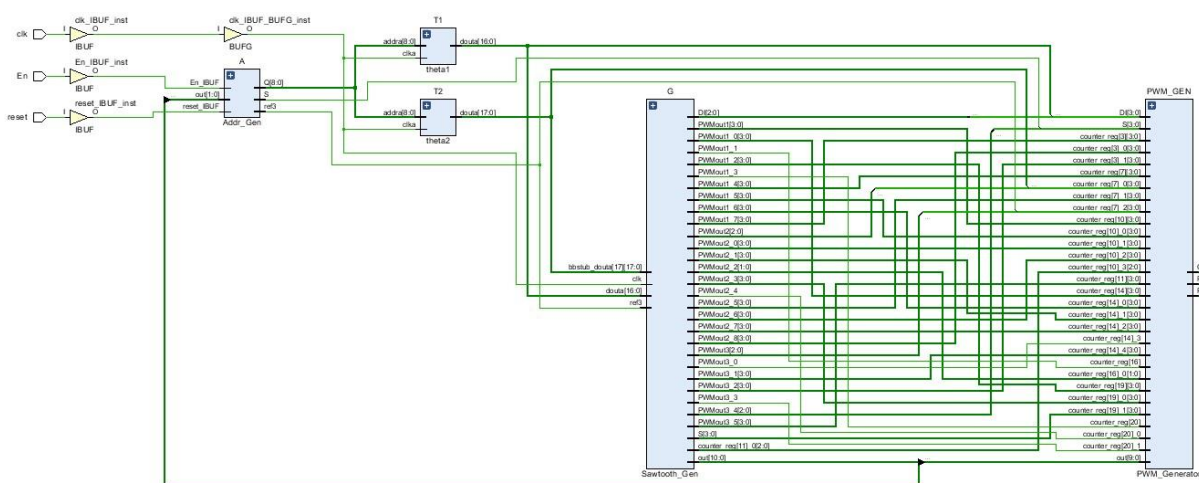 clk
clk_IBUF_inst
I
O
IBUF
clk_IBUF_BUFG_inst
I
O
BUFG
En
En_IBUF_inst
I
O
IBUF
reset
reset_IBUF_inst
I
O
IBUF
A
En_IBUF
out[1:0]
reset_IBUF
Q[8:0]
S
ref3
Addr_Gen
T1
addra[8:0]
clka
douta[16:0]
theta1
T2
addra[8:0]
clka
douta[17:0]
theta2
G
bbstub_douta[17][17:0]
clk
douta[16:0]
ref3
DI[2:0]
PWMout1[3:0]
PWMout1_0[3:0]
PWMout1_1
PWMout1_2[3:0]
PWMout1_3
PWMout1_4[3:0]
PWMout1_5[3:0]
PWMout1_6[3:0]
PWMout1_7[3:0]
PWMout2[2:0]
PWMout2_0[3:0]
PWMout2_1[3:0]
PWMout2_2[1:0]
PWMout2_3[3:0]
PWMout2_4
PWMout2_5[3:0]
PWMout2_6[3:0]
PWMout2_7[3:0]
PWMout2_8[3:0]
PWMout3[2:0]
PWMout3_0
PWMout3_1[3:0]
PWMout3_2[3:0]
PWMout3_3
PWMout3_4[2:0]
PWMout3_5[3:0]
S[3:0]
counter_reg[11]_0[2:0]
out[10:0]
Sawtooth_Gen
PWM_GEN
DI[3:0]
S[3:0]
counter_reg[3][3:0]
counter_reg[3]_0[3:0]
counter_reg[3]_1[3:0]
counter_reg[7][3:0]
counter_reg[7]_0[3:0]
counter_reg[7]_1[3:0]
counter_reg[7]_2[3:0]
counter_reg[10][3:0]
counter_reg[10]_0[3:0]
counter_reg[10]_1[3:0]
counter_reg[10]_2[3:0]
counter_reg[10]_3[2:0]
counter_reg[11][3:0]
counter_reg[14][3:0]
counter_reg[14]_0[3:0]
counter_reg[14]_1[3:0]
counter_reg[14]_2[3:0]
counter_reg[14]_3
counter_reg[14]_4[3:0]
counter_reg[16]
counter_reg[16]_0[1:0]
counter_reg[19][3:0]
counter_reg[19]_0[3:0]
counter_reg[19]_1[3:0]
counter_reg[20]
counter_reg[20]_0
counter_reg[20]_1
out[9:0]
PWM_Generator